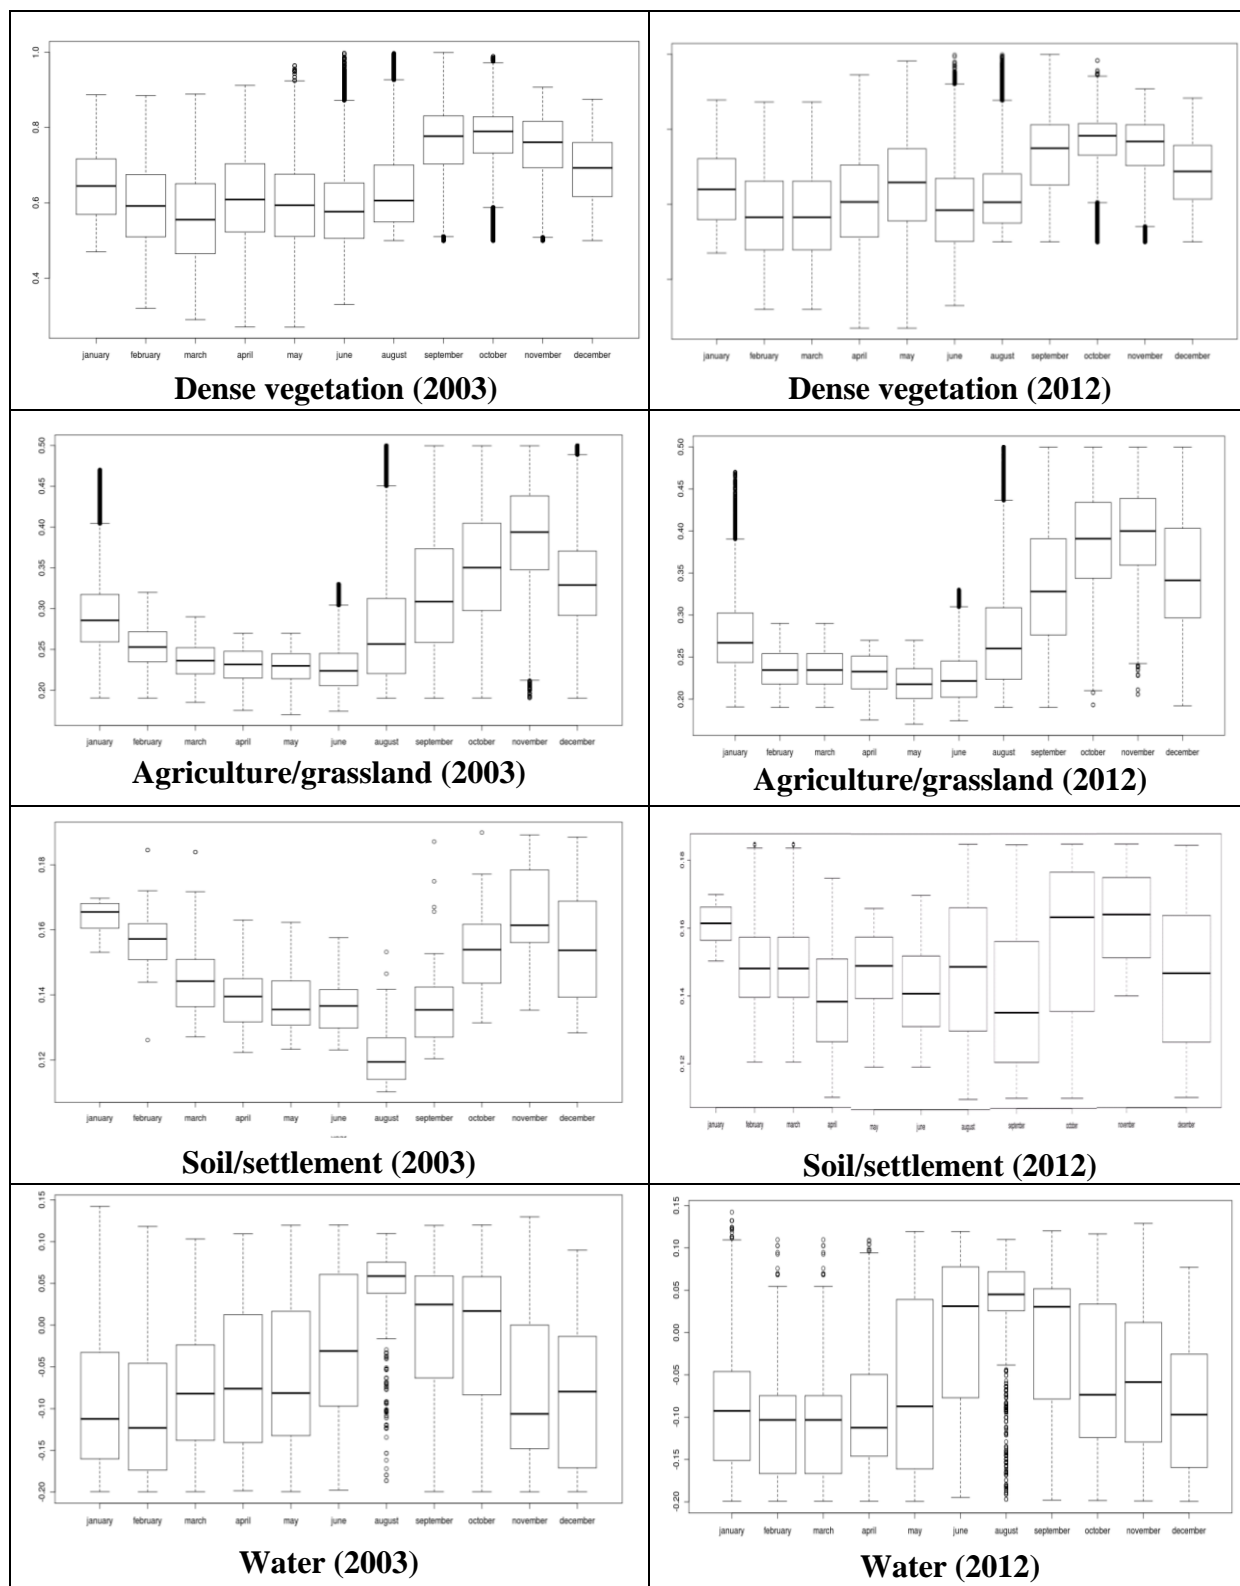 1.0
0.8
0.6
0.4
january february march april may june august september october november december
january february march april may june august september october november december
Dense vegetation (2003)
Dense vegetation (2012)
0.50
0.45
0.40
0.35
0.30
0.25
0.20
january february march april may june august september october november december
Agriculture/grassland (2003)
0.50
0.45
0.40
0.35
0.30
0.25
0.20
january february march april may june august september october november december
Agriculture/grassland (2012)
0.18
0.16
0.14
0.12
january february march april may june august september october november december
Soil/settlement (2003)
0.18
0.16
0.14
0.12
january february march april may june august september october november december
Soil/settlement (2012)
0.15
0.10
0.05
0.00
-0.05
-0.10
-0.15
-0.20
january february march april may june august september october november december
Water (2003)
0.15
0.10
0.05
0.00
-0.05
-0.10
-0.15
-0.20
january february march april may june august september october november december
Water (2012)